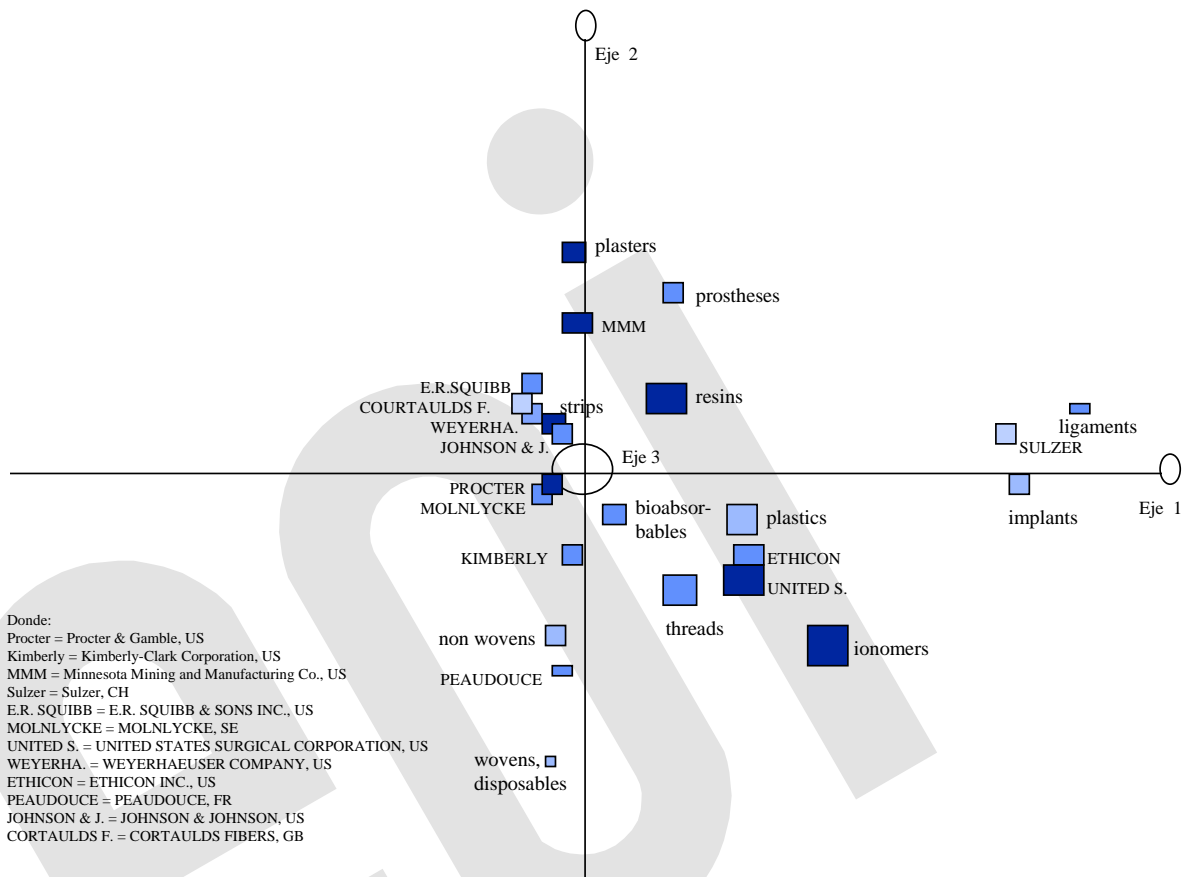 Eje 2
plasters
prostheses
MMM
E.R.SQUIBB
resins
COURTAULDS F.
strips
WEYERHA.
ligaments
JOHNSON & J.
SULZER
Eje 3
PROCTER
MOLNLYCKE
implants
Eje 1
bioabsor-
bables
plastics
KIMBERLY
ETHICON
UNITED S.
threads
non wovens
ionomers
PEAUDOUCE
wovens,
disposables
Donde:
Procter = Procter & Gamble, US
Kimberly = Kimberly-Clark Corporation, US
MMM = Minnesota Mining and Manufacturing Co., US
Sulzer = Sulzer, CH
E.R. SQUIBB = E.R. SQUIBB & SONS INC., US
MOLNLYCKE = MOLNLYCKE, SE
UNITED S. = UNITED STATES SURGICAL CORPORATION, US
WEYERHA. = WEYERHAEUSER COMPANY, US
ETHICON = ETHICON INC., US
PEAUDOUCE = PEAUDOUCE, FR
JOHNSON & J. = JOHNSON & JOHNSON, US
CORTAULDS F. = CORTAULDS FIBERS, GB